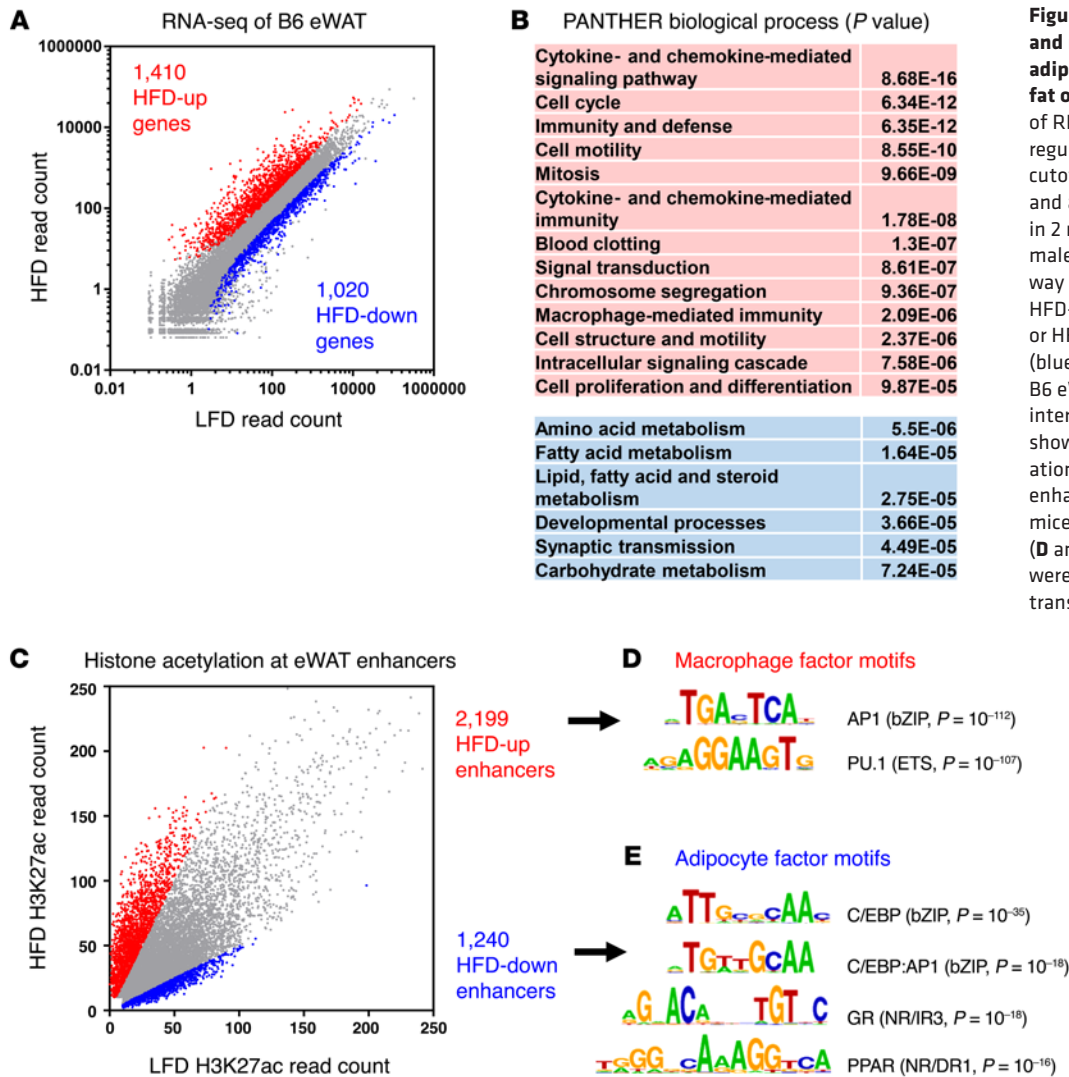 A RNA-seq of B6 eWAT
1000000
10000
100
1
0.01
HFD read count
1,410
HFD-up
genes
1,020
HFD-down
genes
0.01 1 100 10000 1000000
LFD read count
B PANTHER biological process (P value)
Cytokine- and chemokine-mediated
signaling pathway 8.68E-16
Cell cycle 6.34E-12
Immunity and defense 6.35E-12
Cell motility 8.55E-10
Mitosis 9.66E-09
Cytokine- and chemokine-mediated
immunity 1.78E-08
Blood clotting 1.3E-07
Signal transduction 8.61E-07
Chromosome segregation 9.36E-07
Macrophage-mediated immunity 2.09E-06
Cell structure and motility 2.37E-06
Intracellular signaling cascade 7.58E-06
Cell proliferation and differentiation 9.87E-05
Amino acid metabolism 5.5E-06
Fatty acid metabolism 1.64E-05
Lipid, fatty acid and steroid
metabolism 2.75E-05
Developmental processes 3.66E-05
Synaptic transmission 4.49E-05
Carbohydrate metabolism 7.24E-05
Figu
and
adip
fat o
of RI
regu
cuto
and a
in 2 r
male
way
HFD-
or HF
(blue
B6 e
inter
show
ation
enha
mice
(D ar
were
trans
C Histone acetylation at eWAT enhancers
250
200
150
100
50
0
HFD H3K27ac read count
0 50 100 150 200 250
LFD H3K27ac read count
2,199
HFD-up
enhancers
1,240
HFD-down
enhancers
D Macrophage factor motifs
TGACTCA AP1 (bZIP, P = 10⁻¹¹²)
AGAGGAAGTG PU.1 (ETS, P = 10⁻¹⁰⁷)
E Adipocyte factor motifs
ATTGCGCAAC C/EBP (bZIP, P = 10⁻³⁵)
TGTTGCAA C/EBP:AP1 (bZIP, P = 10⁻¹⁸)
AG ACA TGT C GR (NR/IR3, P = 10⁻¹⁸)
TGGG CAAAGGTCA PPAR (NR/DR1, P = 10⁻¹⁶)